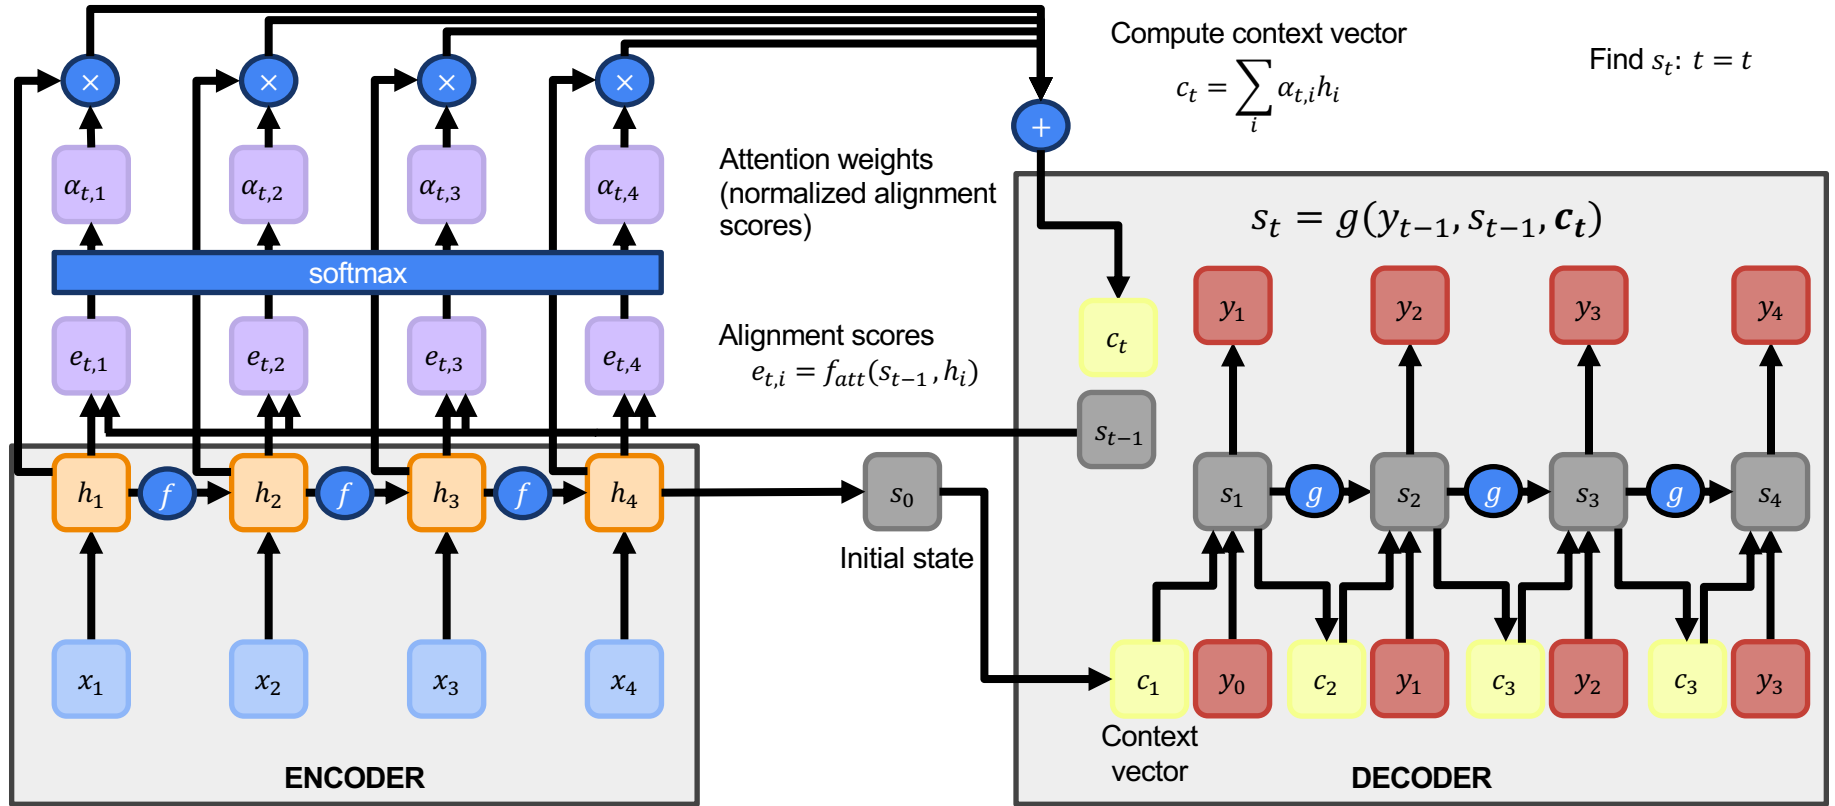 × × × ×
Compute context vector
c_t = ∑_i α_{t,i}h_i
Find s_t: t = t
+
α_{t,1} α_{t,2} α_{t,3} α_{t,4}
Attention weights
(normalized alignment
scores)
s_t = g(y_{t−1}, s_{t−1}, c_t)
softmax
e_{t,1} e_{t,2} e_{t,3} e_{t,4}
Alignment scores
e_{t,i} = f_{att}(s_{t−1}, h_i)
c_t
y_1 y_2 y_3 y_4
s_{t−1}
h_1 f h_2 f h_3 f h_4
s_0
Initial state
s_1 g s_2 g s_3 g s_4
x_1 x_2 x_3 x_4
c_1 y_0 c_2 y_1 c_3 y_2 c_3 y_3
Context
vector
ENCODER
DECODER